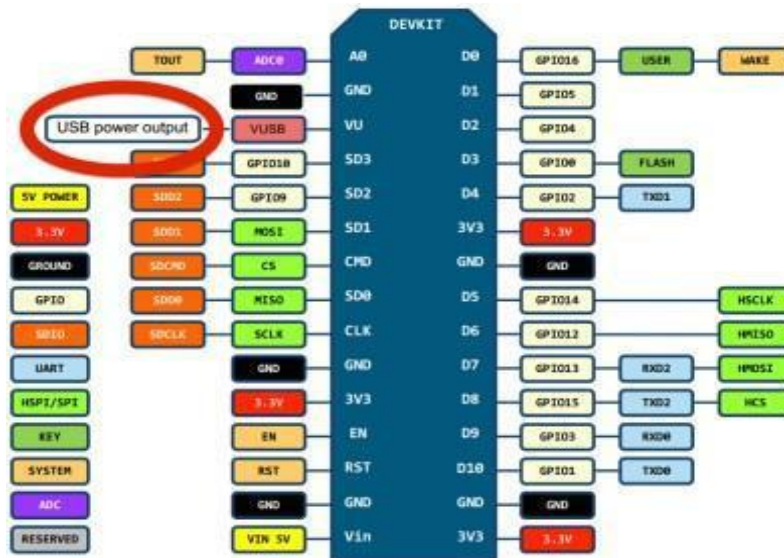 DEVKIT
TOUT ADC0 A0 D0 GPIO16 USER WAKE
GND GND D1 GPIO5
USB power output VUSB VU D2 GPIO4
GPIO10 SD3 D3 GPIO0 FLASH
5V POWER SDD2 GPIO9 SD2 D4 GPIO2 TXD1
3.3V SDD1 MOSI SD1 3V3 3.3V
GROUND SDCMD CS CMD GND GND
GPIO SDD0 MISO SD0 D5 GPIO14 HSCLK
SDIO SDCLK SCLK CLK D6 GPIO12 HMISO
UART GND GND D7 GPIO13 RXD2 HMOSI
HSPI/SPI 3.3V 3V3 D8 GPIO15 TXD2 HCS
KEY EN EN D9 GPIO3 RXD0
SYSTEM RST RST D10 GPIO1 TXD0
ADC GND GND GND GND
RESERVED VIN 5V Vin 3V3 3.3V